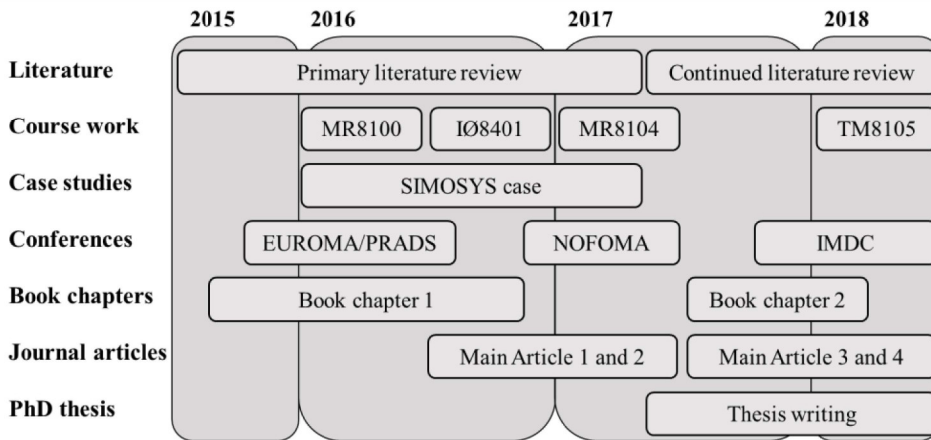 2015 2016 2017 2018
Literature Primary literature review Continued literature review
Course work MR8100 IØ8401 MR8104 TM8105
Case studies SIMOSYS case
Conferences EUROMA/PRADS NOFOMA IMDC
Book chapters Book chapter 1 Book chapter 2
Journal articles Main Article 1 and 2 Main Article 3 and 4
PhD thesis Thesis writing